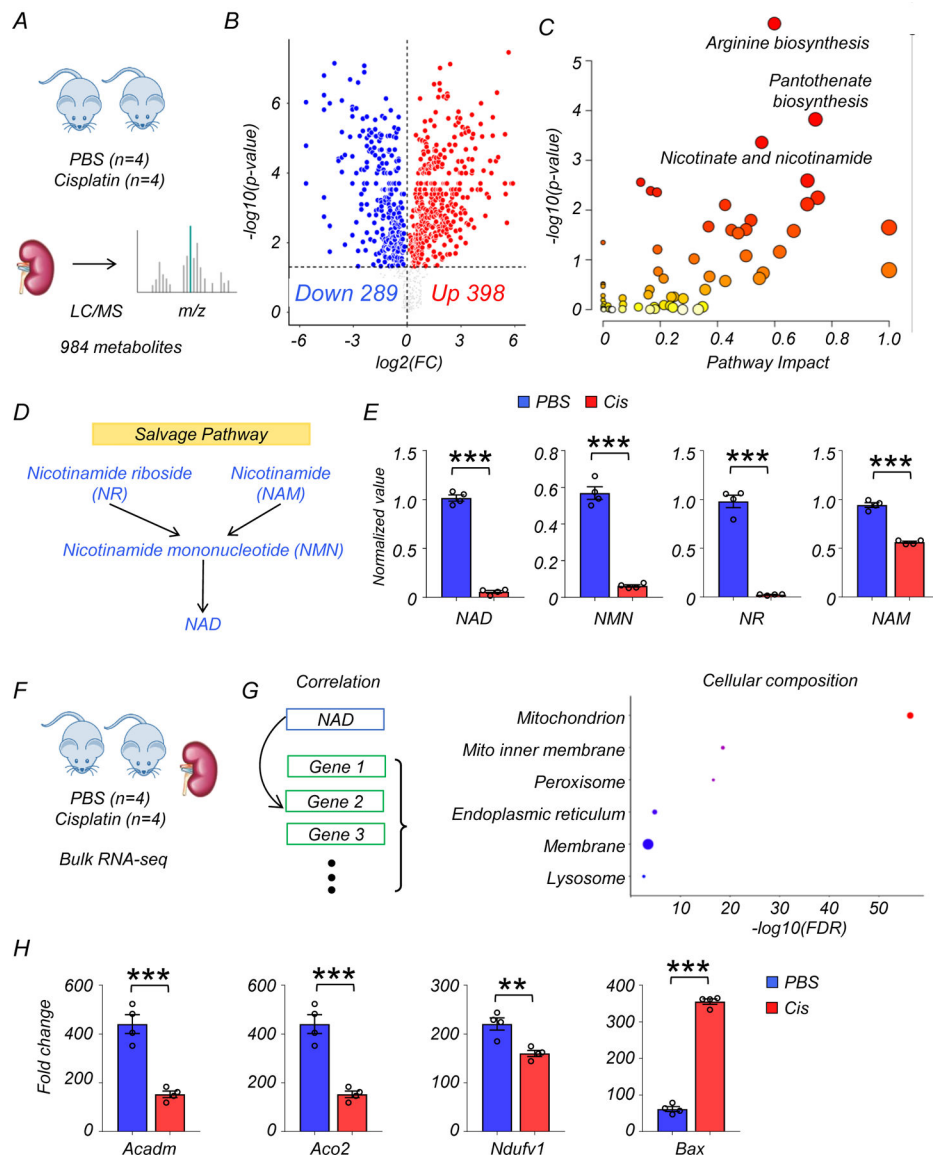 A
PBS (n=4)
Cisplatin (n=4)
LC/MS
m/z
984 metabolites
B
-log10(p-value)
6
4
2
0
Down 289
Up 398
-6
-3
0
3
6
log2(FC)
C
Arginine biosynthesis
Pantothenate
biosynthesis
Nicotinate and nicotinamide
-log10(p-value)
5
4
3
2
1
0
0
0.2
0.4
0.6
0.8
1.0
Pathway Impact
D
Salvage Pathway
Nicotinamide riboside
(NR)
Nicotinamide
(NAM)
Nicotinamide mononucleotide (NMN)
NAD
E
PBS
Cis
Normalized value
1.5
1.0
0.5
0
***
NAD
0.6
0.4
0.2
0
***
NMN
1.5
1.0
0.5
0
***
NR
1.5
1.0
0.5
0
***
NAM
F
PBS (n=4)
Cisplatin (n=4)
Bulk RNA-seq
G
Correlation
NAD
Gene 1
Gene 2
Gene 3
Cellular composition
Mitochondrion
Mito inner membrane
Peroxisome
Endoplasmic reticulum
Membrane
Lysosome
10
20
30
40
50
-log10(FDR)
H
Fold change
600
400
200
0
***
Acadm
600
400
200
0
***
Aco2
300
200
100
0
**
Ndufv1
400
300
200
100
0
***
Bax
PBS
Cis